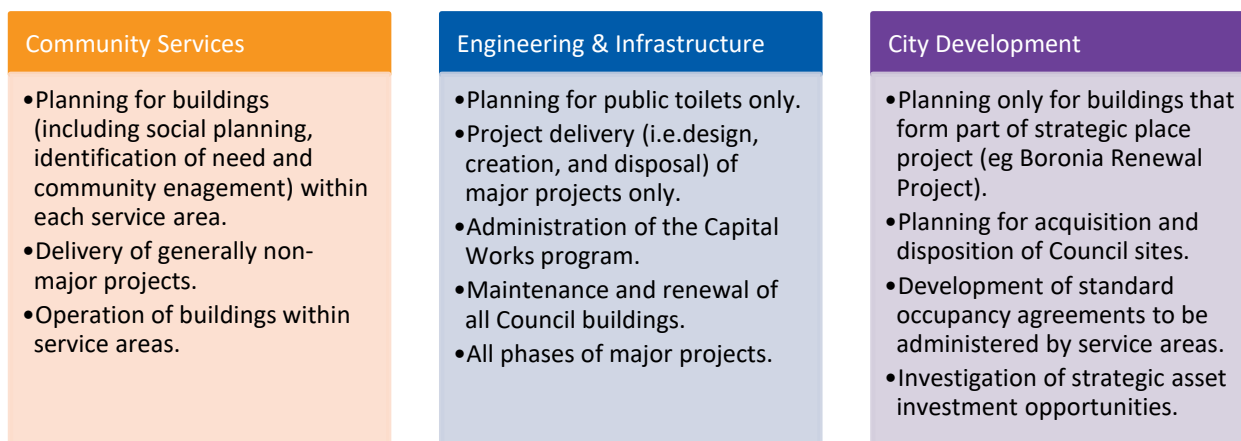 Community Services
•Planning for buildings
(including social planning,
identification of need and
community enagement) within
each service area.
•Delivery of generally non-
major projects.
•Operation of buildings within
service areas.
Engineering & Infrastructure
•Planning for public toilets only.
•Project delivery (i.e.design,
creation, and disposal) of
major projects only.
•Administration of the Capital
Works program.
•Maintenance and renewal of
all Council buildings.
•All phases of major projects.
City Development
•Planning only for buildings that
form part of strategic place
project (eg Boronia Renewal
Project).
•Planning for acquisition and
disposition of Council sites.
•Development of standard
occupancy agreements to be
administered by service areas.
•Investigation of strategic asset
investment opportunities.